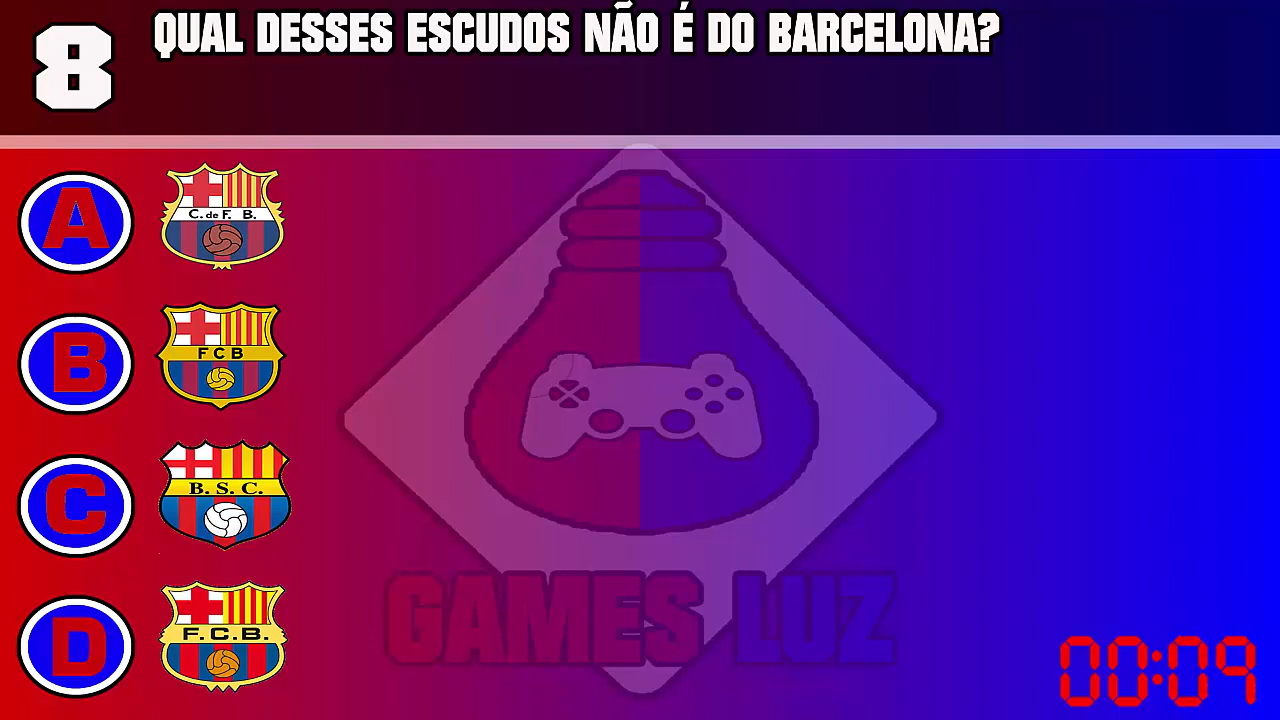 8
QUAL DESSES ESCUDOS NÃO É DO BARCELONA?
A
C. de F. B.
B
F C B
C
B. S. C.
D
F.C.B.
GAMES LUZ
00:09